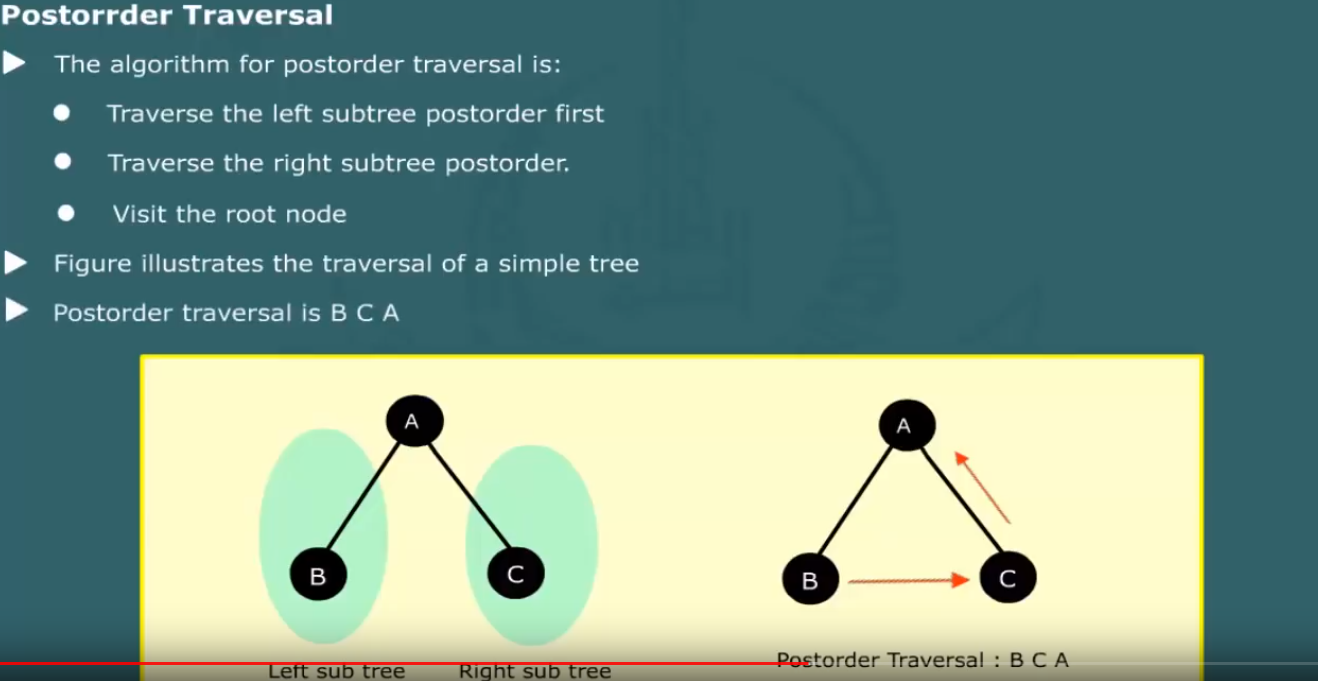 Postorrder Traversal
The algorithm for postorder traversal is:
Traverse the left subtree postorder first
Traverse the right subtree postorder.
Visit the root node
Figure illustrates the traversal of a simple tree
Postorder traversal is B C A
A
B
C
Left sub tree
Right sub tree
A
B
C
Postorder Traversal : B C A